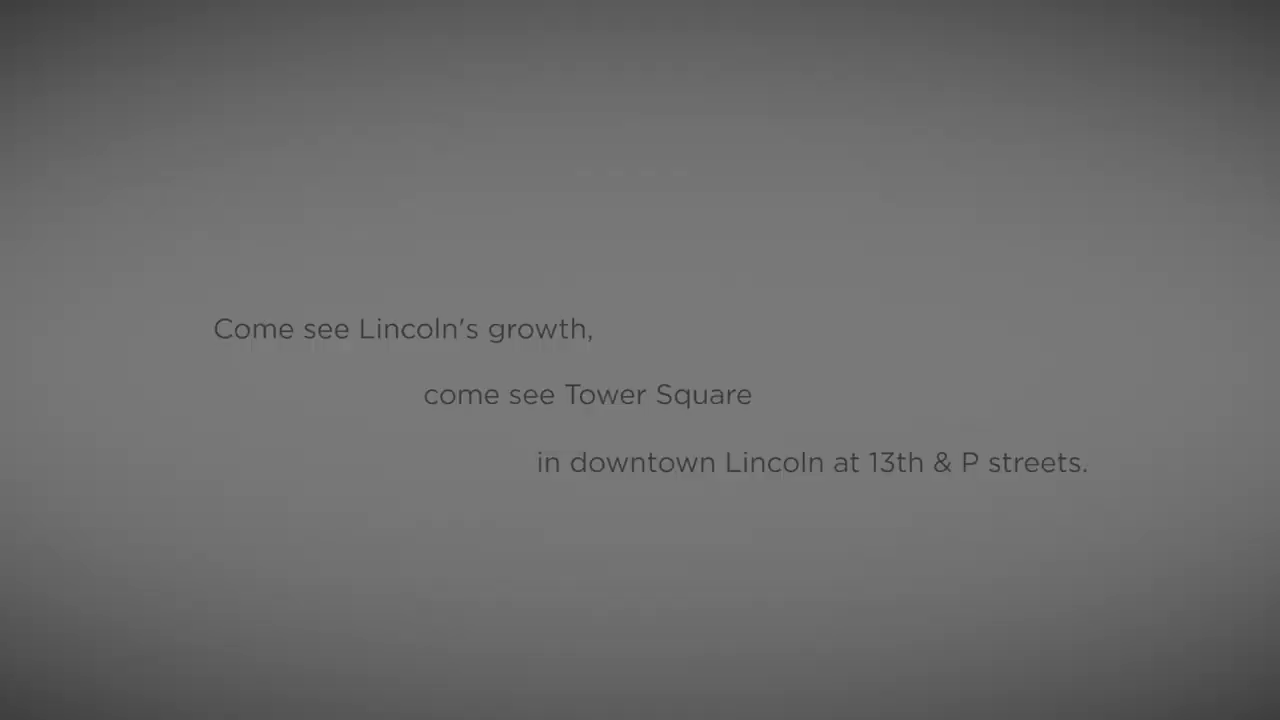 Come see Lincoln's growth,
come see Tower Square
in downtown Lincoln at 13th & P streets.